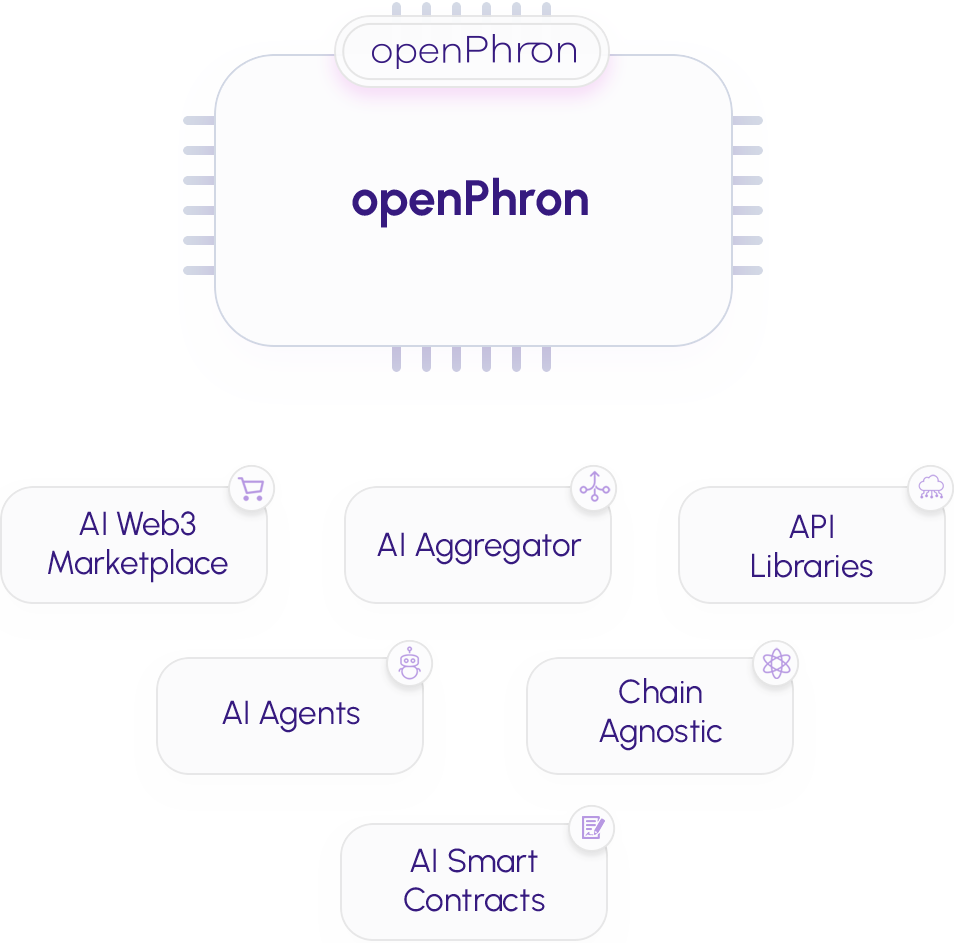 openPhron
openPhron
AI Web3
Marketplace
AI Aggregator
API
Libraries
AI Agents
Chain
Agnostic
AI Smart
Contracts